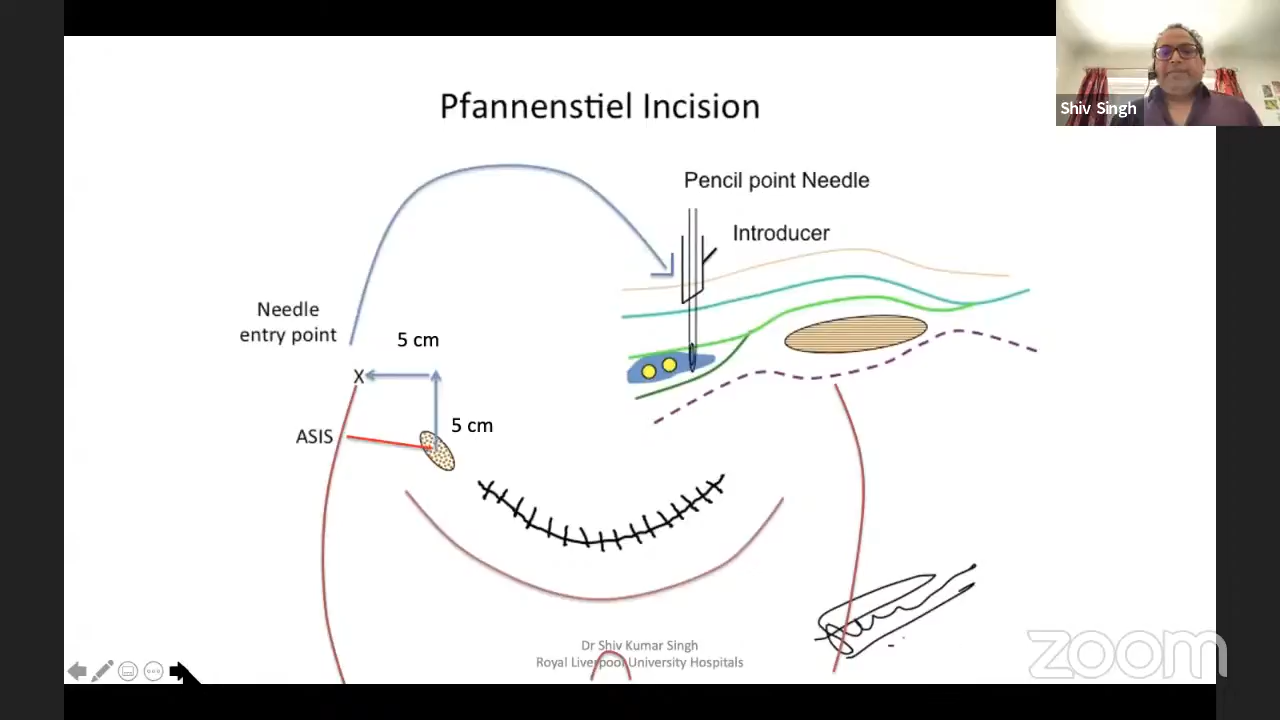 Shiv Singh
Pfannenstiel Incision
Pencil point Needle
Introducer
Needle
entry point
5 cm
X
ASIS
5 cm
Dr Shiv Kumar Singh
Royal Liverpool University Hospitals
zoom